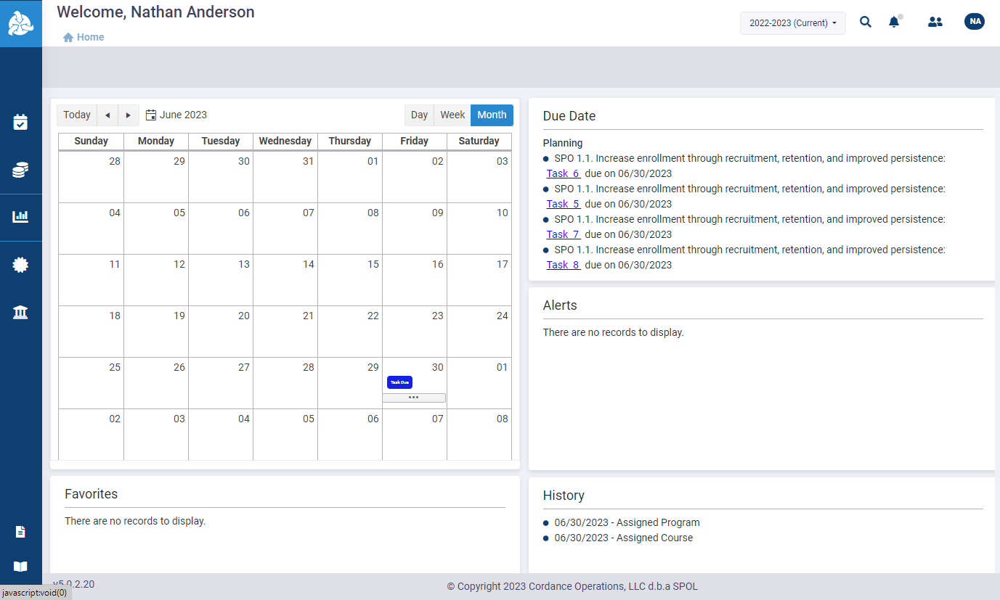 Welcome, Nathan Anderson
Home
2022-2023 (Current)
NA
Today
June 2023
Day Week Month
Sunday Monday Tuesday Wednesday Thursday Friday Saturday
28 29 30 31 01 02 03
04 05 06 07 08 09 10
11 12 13 14 15 16 17
18 19 20 21 22 23 24
25 26 27 28 29 30 01
Task Due
•••
02 03 04 05 06 07 08
Due Date
Planning
SPO 1.1. Increase enrollment through recruitment, retention, and improved persistence:
Task 6 due on 06/30/2023
SPO 1.1. Increase enrollment through recruitment, retention, and improved persistence:
Task 5 due on 06/30/2023
SPO 1.1. Increase enrollment through recruitment, retention, and improved persistence:
Task 7 due on 06/30/2023
SPO 1.1. Increase enrollment through recruitment, retention, and improved persistence:
Task 8 due on 06/30/2023
Alerts
There are no records to display.
Favorites
There are no records to display.
History
06/30/2023 - Assigned Program
06/30/2023 - Assigned Course
v5.0.2.20
© Copyright 2023 Cordance Operations, LLC d.b.a SPOL
javascript:void(0)